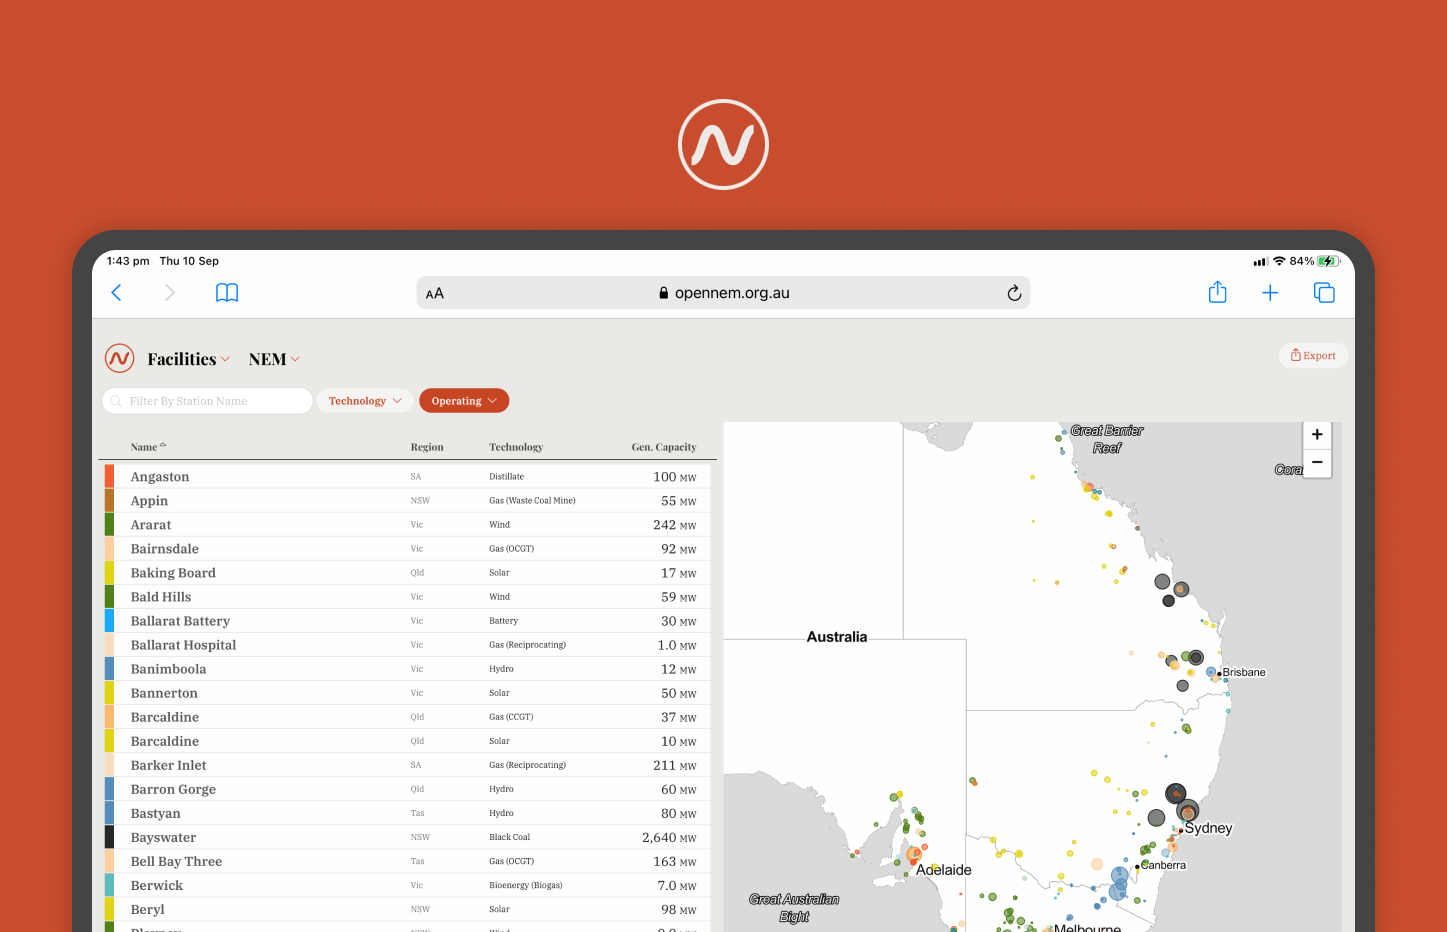 1:43 pm Thu 10 Sep
84%
AA opennem.org.au
Facilities NEM
Export
Filter By Station Name Technology Operating
Name Region Technology Gen. Capacity
Angaston SA Distillate 100 MW
Appin NSW Gas (Waste Coal Mine) 55 MW
Ararat Vic Wind 242 MW
Bairnsdale Vic Gas (OCGT) 92 MW
Baking Board Qld Solar 17 MW
Bald Hills Vic Wind 59 MW
Ballarat Battery Vic Battery 30 MW
Ballarat Hospital Vic Gas (Reciprocating) 1.0 MW
Banimboola Vic Hydro 12 MW
Bannerton Vic Solar 50 MW
Barcaldine Qld Gas (CCGT) 37 MW
Barcaldine Qld Solar 10 MW
Barker Inlet SA Gas (Reciprocating) 211 MW
Barron Gorge Qld Hydro 60 MW
Bastyan Tas Hydro 80 MW
Bayswater NSW Black Coal 2,640 MW
Bell Bay Three Tas Gas (OCGT) 163 MW
Berwick Vic Bioenergy (Biogas) 7.0 MW
Beryl NSW Solar 98 MW
Great Barrier
Reef
+
−
Cora
Australia
Brisbane
Sydney
Canberra
Adelaide
Great Australian
Bight
Melbourne